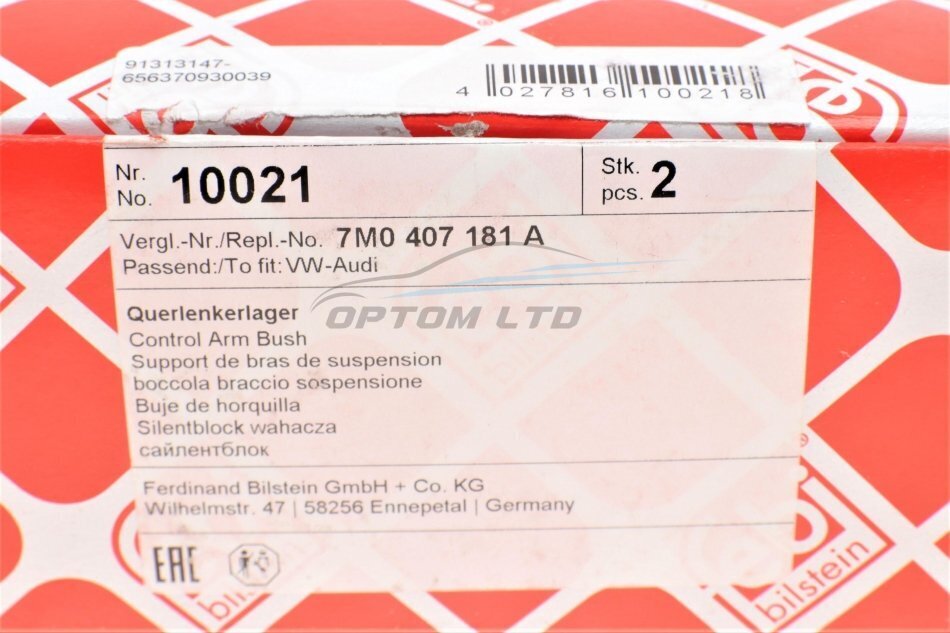 91313147-
656370930039
4 027816 100218
Nr.
No. 10021
Stk.
pcs. 2
Vergl.-Nr./Repl.-No. 7M0 407 181 A
Passend:/To fit: VW-Audi
OPTOM LTD
Querlenkerlager
Control Arm Bush
Support de bras de suspension
boccola braccio sospensione
Buje de horquilla
Silentblock wahacza
сайлентблок
Ferdinand Bilstein GmbH + Co. KG
Wilhelmstr. 47 | 58256 Ennepetal | Germany
EAC
bilstein